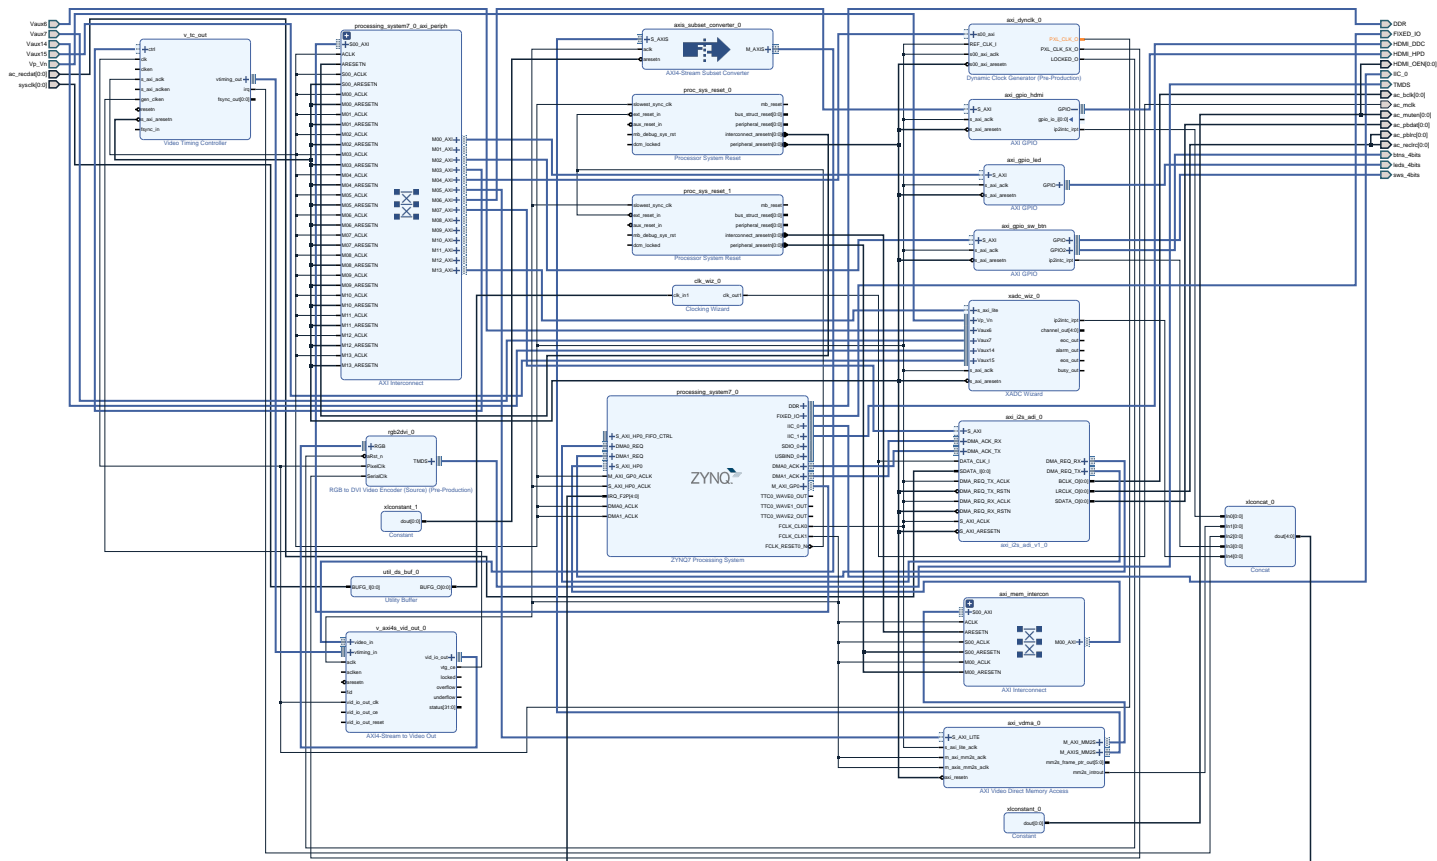 Vaux6
Vaux7
Vaux14
Vaux15
Vp_Vn
ac_recdat[0:0]
sysclk[0:0]
v_tc_out
ctrl
clk
clken
s_axi_aclk
s_axi_aclken
gen_clken
resetn
s_axi_aresetn
fsync_in
vtiming_out
irq
fsync_out[0:0]
Video Timing Controller
processing_system7_0_axi_periph
S00_AXI
ACLK
ARESETN
S00_ACLK
S00_ARESETN
M00_ACLK
M00_ARESETN
M01_ACLK
M01_ARESETN
M02_ACLK
M02_ARESETN
M03_ACLK
M03_ARESETN
M04_ACLK
M04_ARESETN
M05_ACLK
M05_ARESETN
M06_ACLK
M06_ARESETN
M07_ACLK
M07_ARESETN
M08_ACLK
M08_ARESETN
M09_ACLK
M09_ARESETN
M10_ACLK
M10_ARESETN
M11_ACLK
M11_ARESETN
M12_ACLK
M12_ARESETN
M13_ACLK
M13_ARESETN
M00_AXI
M01_AXI
M02_AXI
M03_AXI
M04_AXI
M05_AXI
M06_AXI
M07_AXI
M08_AXI
M09_AXI
M10_AXI
M11_AXI
M12_AXI
M13_AXI
AXI Interconnect
rgb2dvi_0
RGB
aRst_n
PixelClk
SerialClk
TMDS
RGB to DVI Video Encoder (Source) (Pre-Production)
xlconstant_1
dout[0:0]
Constant
util_ds_buf_0
BUFG_I[0:0]
BUFG_O[0:0]
Utility Buffer
v_axi4s_vid_out_0
video_in
vtiming_in
aclk
aclken
aresetn
fid
vid_io_out_clk
vid_io_out_ce
vid_io_out_reset
vid_io_out
vtg_ce
locked
overflow
underflow
status[31:0]
AXI4-Stream to Video Out
axis_subset_converter_0
S_AXIS
aclk
aresetn
M_AXIS
AXI4-Stream Subset Converter
proc_sys_reset_0
slowest_sync_clk
ext_reset_in
aux_reset_in
mb_debug_sys_rst
dcm_locked
mb_reset
bus_struct_reset[0:0]
peripheral_reset[0:0]
interconnect_aresetn[0:0]
peripheral_aresetn[0:0]
Processor System Reset
proc_sys_reset_1
slowest_sync_clk
ext_reset_in
aux_reset_in
mb_debug_sys_rst
dcm_locked
mb_reset
bus_struct_reset[0:0]
peripheral_reset[0:0]
interconnect_aresetn[0:0]
peripheral_aresetn[0:0]
Processor System Reset
clk_wiz_0
clk_in1
clk_out1
Clocking Wizard
processing_system7_0
S_AXI_HP0_FIFO_CTRL
DMA0_REQ
DMA1_REQ
S_AXI_HP0
M_AXI_GP0_ACLK
S_AXI_HP0_ACLK
IRQ_F2P[4:0]
DMA0_ACLK
DMA1_ACLK
ZYNQ
DDR
FIXED_IO
IIC_0
IIC_1
SDIO_0
USBIND_0
DMA0_ACK
DMA1_ACK
M_AXI_GP0
TTC0_WAVE0_OUT
TTC0_WAVE1_OUT
TTC0_WAVE2_OUT
FCLK_CLK0
FCLK_CLK1
FCLK_RESET0_N
ZYNQ7 Processing System
axi_dynclk_0
s00_axi
REF_CLK_I
s00_axi_aclk
s00_axi_aresetn
PXL_CLK_O
PXL_CLK_5X_O
LOCKED_O
Dynamic Clock Generator (Pre-Production)
axi_gpio_hdmi
S_AXI
s_axi_aclk
s_axi_aresetn
GPIO
gpio_io_i[0:0]
ip2intc_irpt
AXI GPIO
axi_gpio_led
S_AXI
s_axi_aclk
s_axi_aresetn
GPIO
AXI GPIO
axi_gpio_sw_btn
S_AXI
s_axi_aclk
s_axi_aresetn
GPIO
GPIO2
ip2intc_irpt
AXI GPIO
xadc_wiz_0
s_axi_lite
Vp_Vn
Vaux6
Vaux7
Vaux14
Vaux15
s_axi_aclk
s_axi_aresetn
ip2intc_irpt
channel_out[4:0]
eoc_out
alarm_out
eos_out
busy_out
XADC Wizard
axi_i2s_adi_0
S_AXI
DMA_ACK_RX
DMA_ACK_TX
DATA_CLK_I
SDATA_I[0:0]
DMA_REQ_TX_ACLK
DMA_REQ_TX_RSTN
DMA_REQ_RX_ACLK
DMA_REQ_RX_RSTN
S_AXI_ACLK
S_AXI_ARESETN
DMA_REQ_RX
DMA_REQ_TX
BCLK_O[0:0]
LRCLK_O[0:0]
SDATA_O[0:0]
axi_i2s_adi_v1_0
axi_mem_intercon
S00_AXI
ACLK
ARESETN
S00_ACLK
S00_ARESETN
M00_ACLK
M00_ARESETN
M00_AXI
AXI Interconnect
axi_vdma_0
S_AXI_LITE
s_axi_lite_aclk
m_axi_mm2s_aclk
m_axis_mm2s_aclk
axi_resetn
M_AXI_MM2S
M_AXIS_MM2S
mm2s_frame_ptr_out[5:0]
mm2s_introut
AXI Video Direct Memory Access
xlconstant_0
dout[0:0]
Constant
xlconcat_0
In0[0:0]
In1[0:0]
In2[0:0]
In3[0:0]
In4[0:0]
dout[4:0]
Concat
DDR
FIXED_IO
HDMI_DDC
HDMI_HPD
HDMI_OEN[0:0]
IIC_0
TMDS
ac_bclk[0:0]
ac_mclk
ac_muten[0:0]
ac_pbdat[0:0]
ac_pblrc[0:0]
ac_reclrc[0:0]
btns_4bits
leds_4bits
sws_4bits